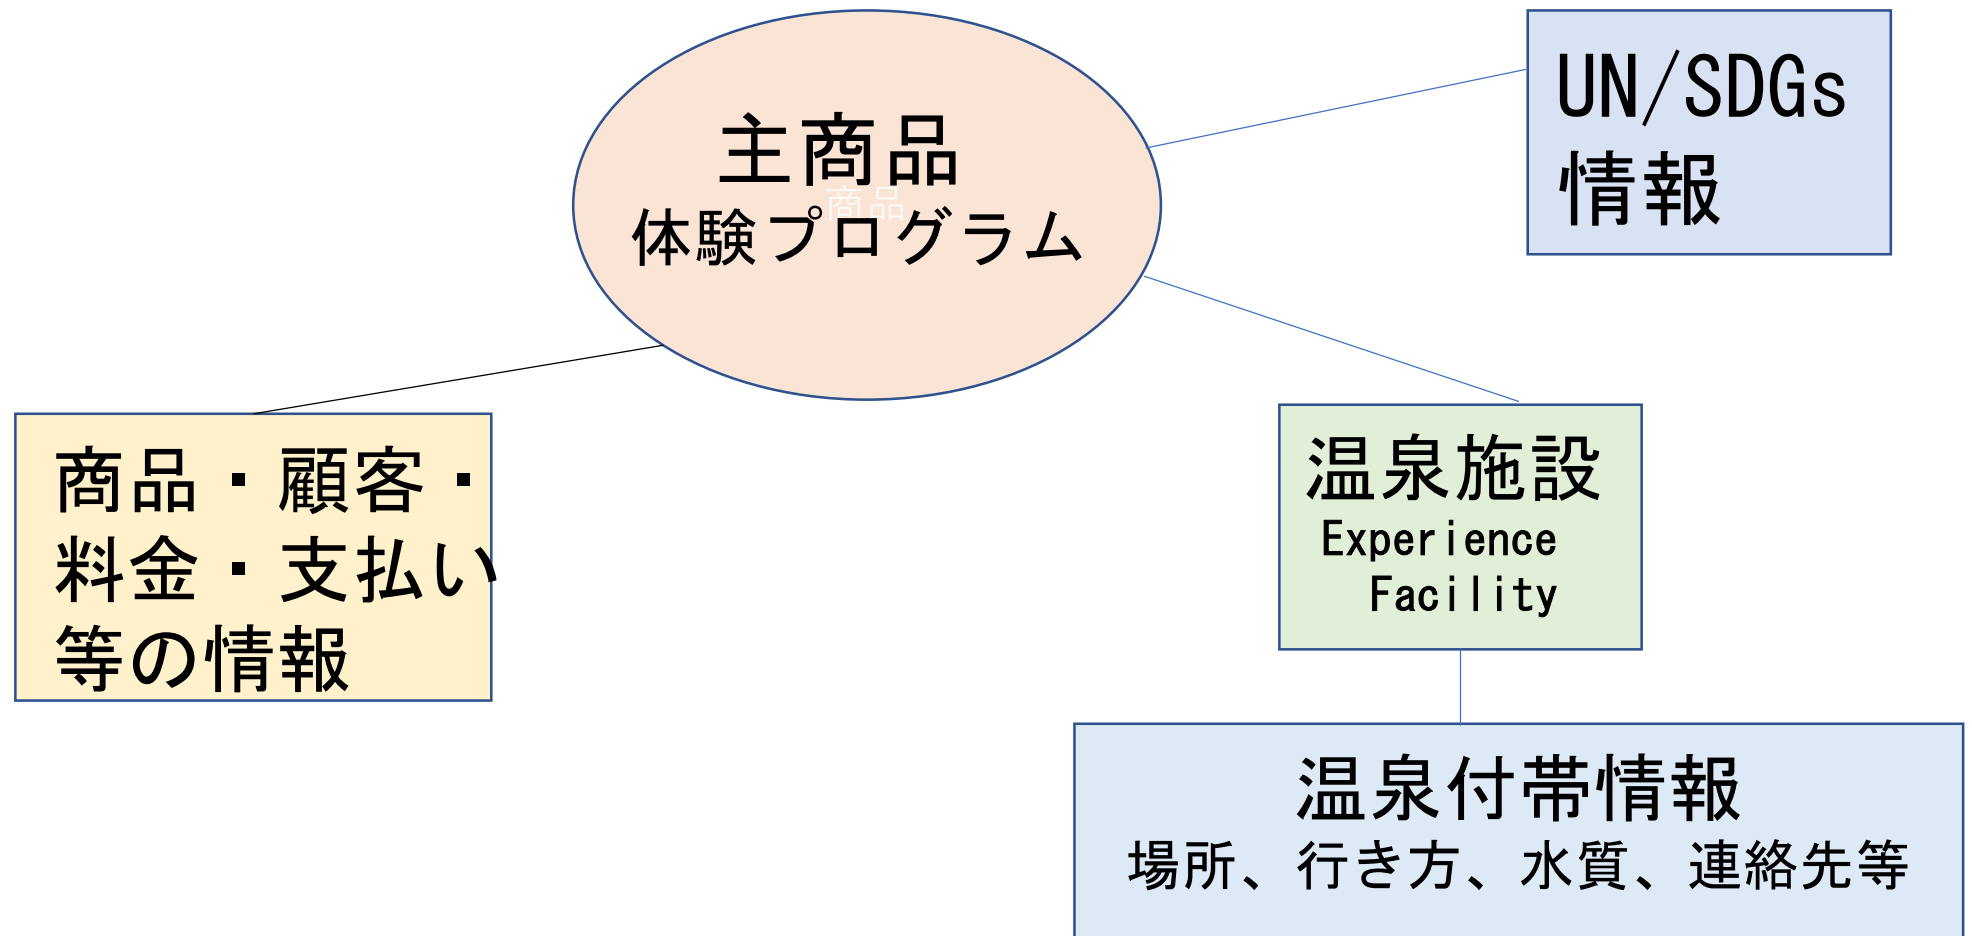 主商品
商品
体験プログラム
UN/SDGs
情報
商品・顧客・
料金・支払い
等の情報
温泉施設
Experience
Facility
温泉付帯情報
場所、行き方、水質、連絡先等